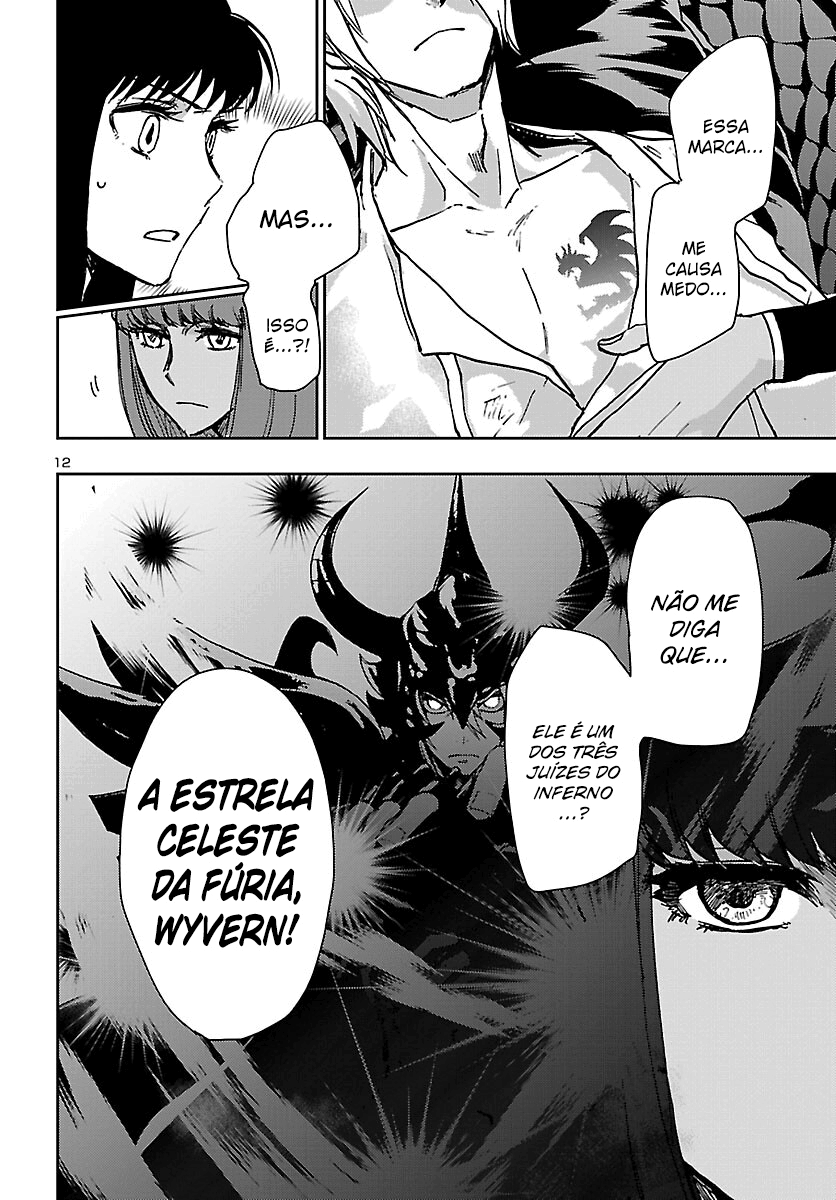 ESSA
MARCA...
ME
CAUSA
MEDO...
MAS...
ISSO
É...?!
12
NÃO ME
DIGA
QUE...
ELE É UM
DOS TRÊS
JUÍZES DO
INFERNO
...?
A ESTRELA
CELESTE
DA FÚRIA,
WYVERN!